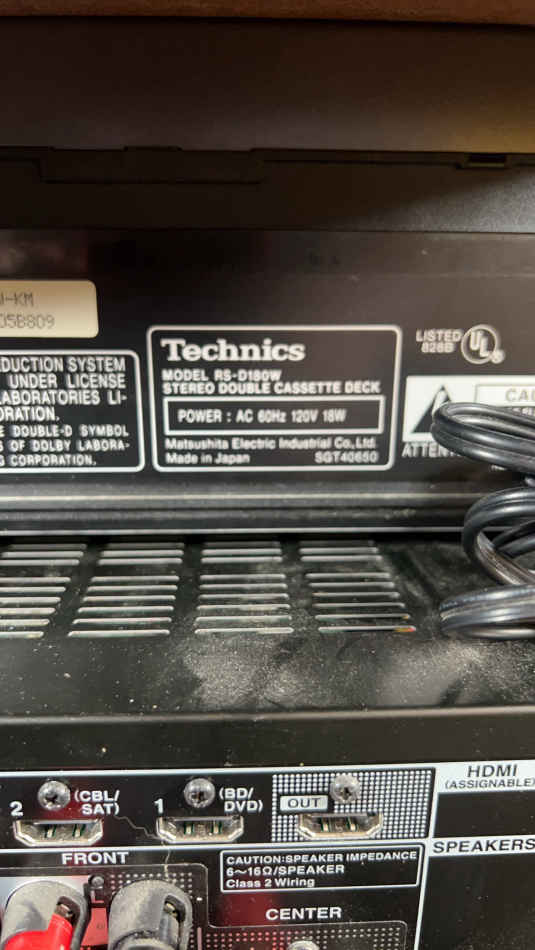 -KM
05B809
DUCTION SYSTEM
UNDER LICENSE
LABORATORIES LI-
ORATION.
DOUBLE-D SYMBOL
S OF DOLBY LABORA-
G CORPORATION.
Technics
MODEL RS-D180W
STEREO DOUBLE CASSETTE DECK
POWER : AC 60Hz 120V 18W
Matsushita Electric Industrial Co., Ltd.
Made in Japan SGT40650
LISTED
828B
UL
®
CAU
ATTENT
HDMI
(ASSIGNABLE)
2 (CBL/
SAT)
1 (BD/
DVD)
OUT
FRONT
CAUTION:SPEAKER IMPEDANCE
6~16Ω/SPEAKER
Class 2 Wiring
SPEAKERS
CENTER